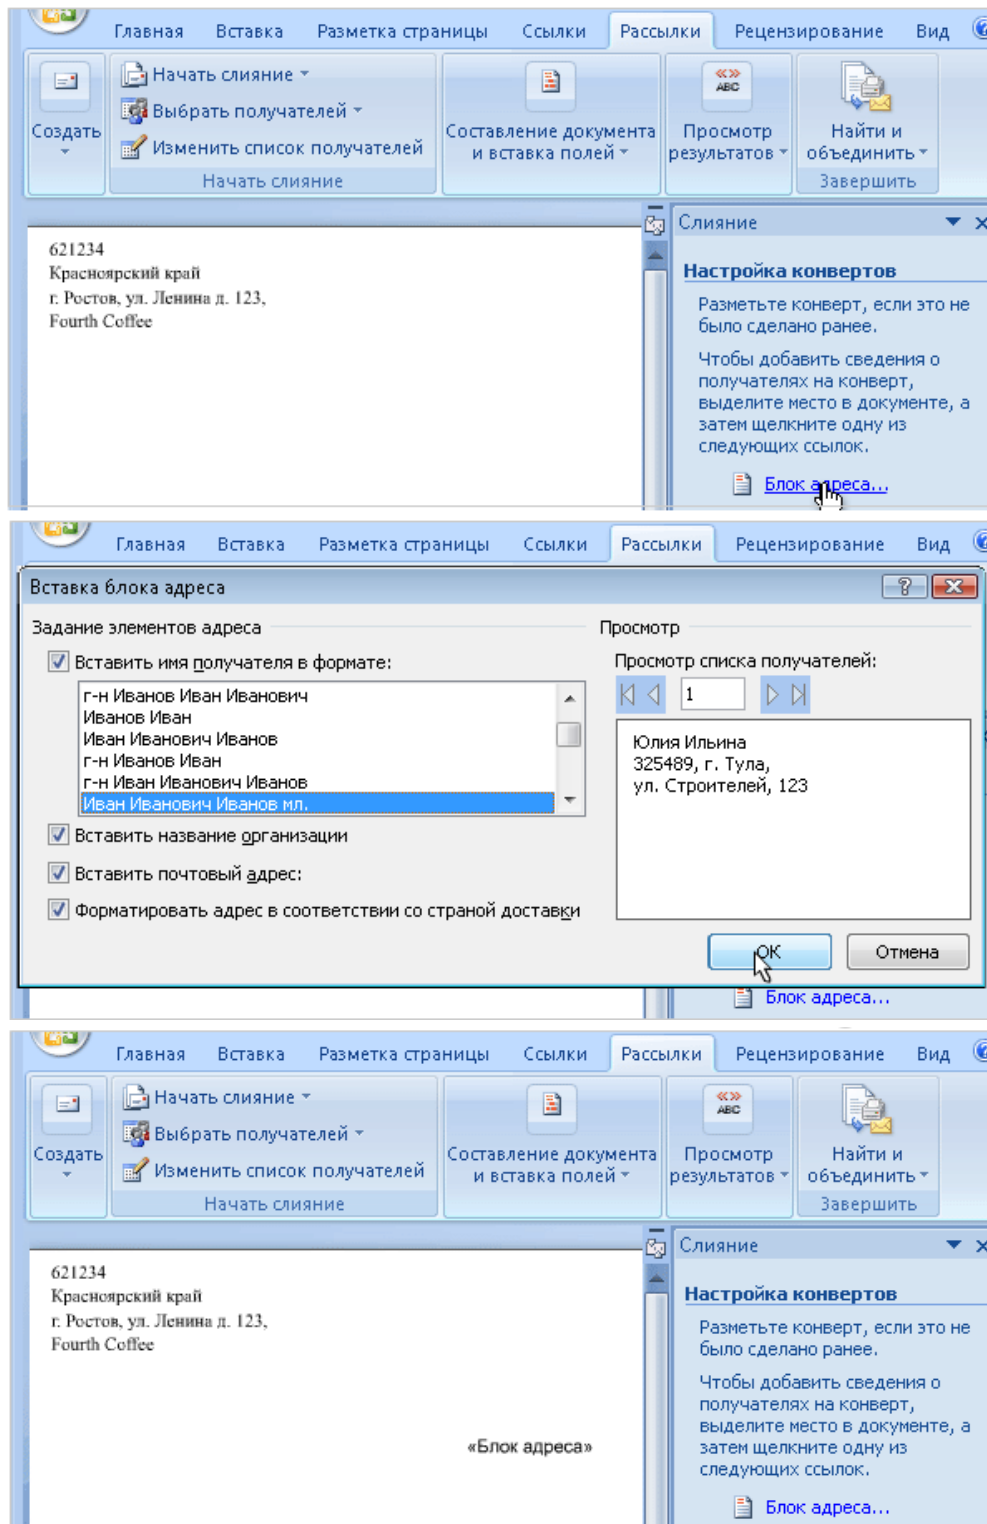 Главная Вставка Разметка страницы Ссылки Рассылки Рецензирование Вид
Создать
Начать слияние
Выбрать получателей
Изменить список получателей
Начать слияние
Составление документа
и вставка полей
ABC
Просмотр
результатов
Найти и
объединить
Завершить
621234
Красноярский край
г. Ростов, ул. Ленина д. 123,
Fourth Coffee
Слияние
Настройка конвертов
Разметьте конверт, если это не
было сделано ранее.
Чтобы добавить сведения о
получателях на конверт,
выделите место в документе, а
затем щелкните одну из
следующих ссылок.
Блок адреса...
Главная Вставка Разметка страницы Ссылки Рассылки Рецензирование Вид
Вставка блока адреса
Задание элементов адреса
Вставить имя получателя в формате:
г-н Иванов Иван Иванович
Иванов Иван
Иван Иванович Иванов
г-н Иванов Иван
г-н Иван Иванович Иванов
Иван Иванович Иванов мл.
Вставить название организации
Вставить почтовый адрес:
Форматировать адрес в соответствии со страной доставки
Просмотр
Просмотр списка получателей:
1
Юлия Ильина
325489, г. Тула,
ул. Строителей, 123
ОК Отмена
Блок адреса...
Главная Вставка Разметка страницы Ссылки Рассылки Рецензирование Вид
Создать
Начать слияние
Выбрать получателей
Изменить список получателей
Начать слияние
Составление документа
и вставка полей
ABC
Просмотр
результатов
Найти и
объединить
Завершить
621234
Красноярский край
г. Ростов, ул. Ленина д. 123,
Fourth Coffee
«Блок адреса»
Слияние
Настройка конвертов
Разметьте конверт, если это не
было сделано ранее.
Чтобы добавить сведения о
получателях на конверт,
выделите место в документе, а
затем щелкните одну из
следующих ссылок.
Блок адреса...